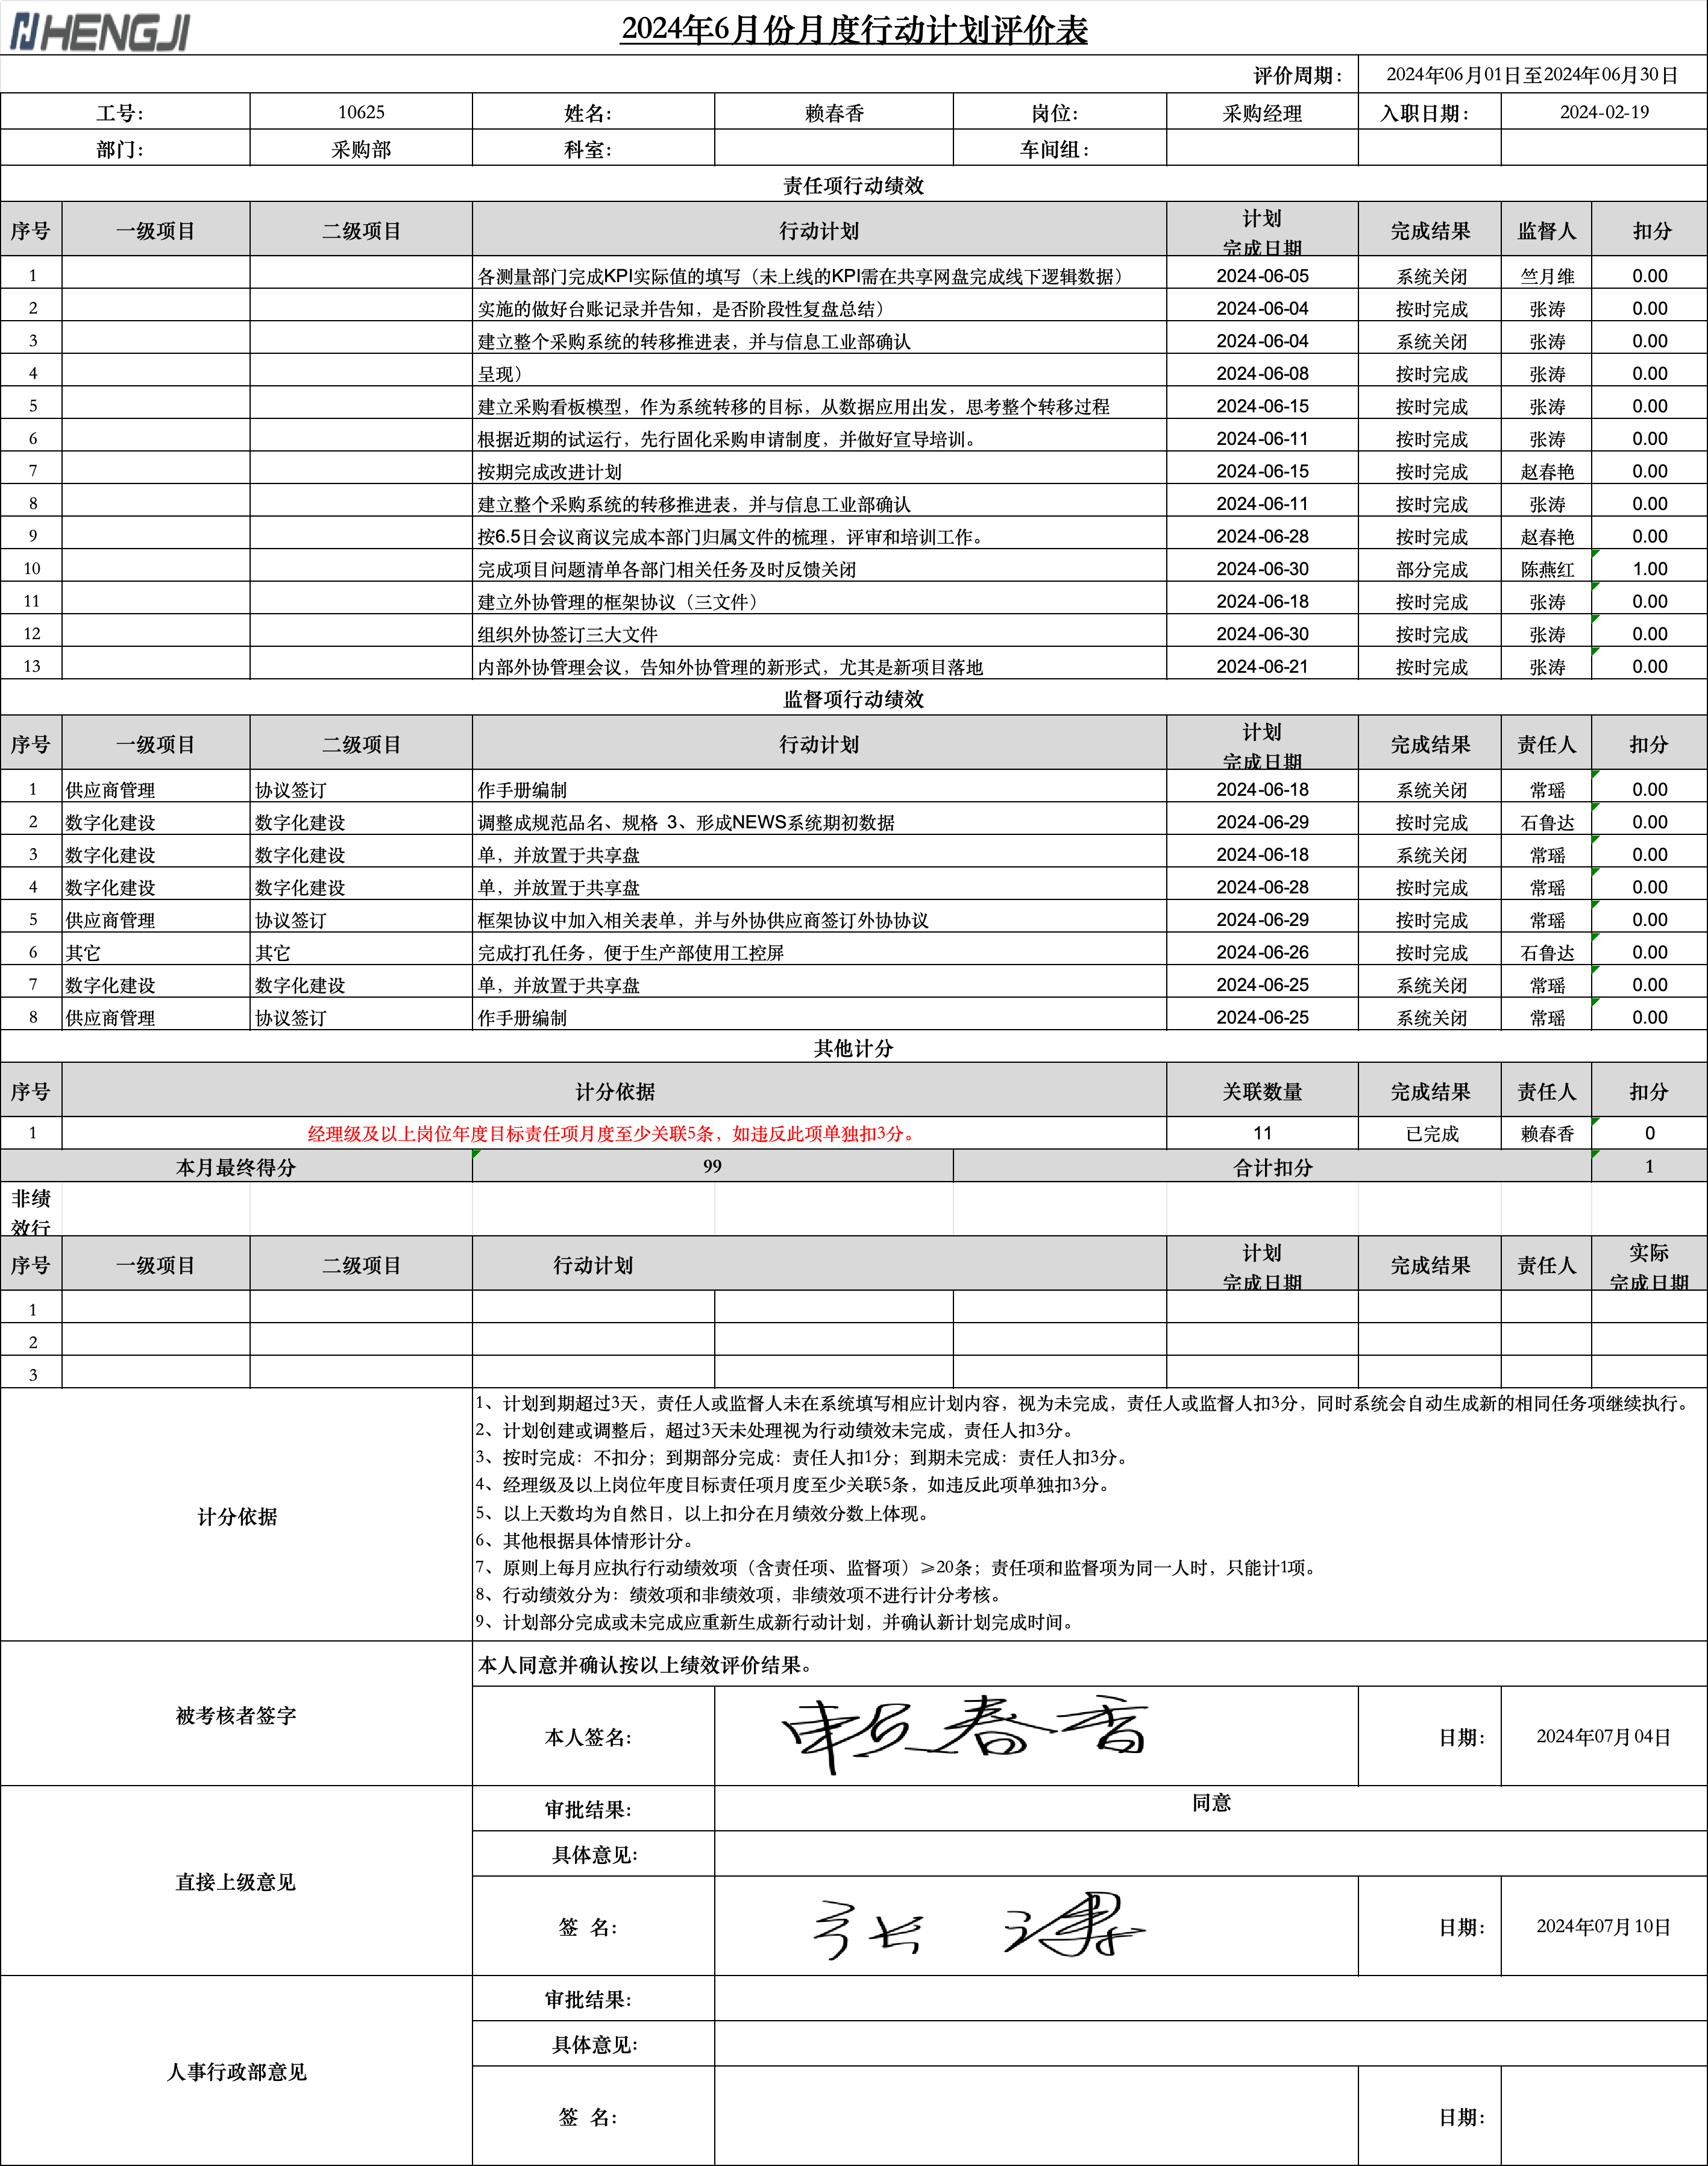 HENGJI
2024年6月份月度行动计划评价表
评价周期： 2024年06月01日至2024年06月30日
工号： 10625 姓名： 赖春香 岗位： 采购经理 入职日期： 2024-02-19
部门： 采购部 科室： 车间组：
责任项行动绩效
序号 一级项目 二级项目 行动计划 计划 完成日期 完成结果 监督人 扣分
1 各测量部门完成KPI实际值的填写（未上线的KPI需在共享网盘完成线下逻辑数据） 2024-06-05 系统关闭 竺月维 0.00
2 实施的做好台账记录并告知，是否阶段性复盘总结） 2024-06-04 按时完成 张涛 0.00
3 建立整个采购系统的转移推进表，并与信息工业部确认 2024-06-04 系统关闭 张涛 0.00
4 呈现） 2024-06-08 按时完成 张涛 0.00
5 建立采购看板模型，作为系统转移的目标，从数据应用出发，思考整个转移过程 2024-06-15 按时完成 张涛 0.00
6 根据近期的试运行，先行固化采购申请制度，并做好宣导培训。 2024-06-11 按时完成 张涛 0.00
7 按期完成改进计划 2024-06-15 按时完成 赵春艳 0.00
8 建立整个采购系统的转移推进表，并与信息工业部确认 2024-06-11 按时完成 张涛 0.00
9 按6.5日会议商议完成本部门归属文件的梳理，评审和培训工作。 2024-06-28 按时完成 赵春艳 0.00
10 完成项目问题清单各部门相关任务及时反馈关闭 2024-06-30 部分完成 陈燕红 1.00
11 建立外协管理的框架协议（三文件） 2024-06-18 按时完成 张涛 0.00
12 组织外协签订三大文件 2024-06-30 按时完成 张涛 0.00
13 内部外协管理会议，告知外协管理的新形式，尤其是新项目落地 2024-06-21 按时完成 张涛 0.00
监督项行动绩效
序号 一级项目 二级项目 行动计划 计划 完成日期 完成结果 责任人 扣分
1 供应商管理 协议签订 作手册编制 2024-06-18 系统关闭 常瑶 0.00
2 数字化建设 数字化建设 调整成规范品名、规格 3、形成NEWS系统期初数据 2024-06-29 按时完成 石鲁达 0.00
3 数字化建设 数字化建设 单，并放置于共享盘 2024-06-18 系统关闭 常瑶 0.00
4 数字化建设 数字化建设 单，并放置于共享盘 2024-06-28 按时完成 常瑶 0.00
5 供应商管理 协议签订 框架协议中加入相关表单，并与外协供应商签订外协协议 2024-06-29 按时完成 常瑶 0.00
6 其它 其它 完成打孔任务，便于生产部使用工控屏 2024-06-26 按时完成 石鲁达 0.00
7 数字化建设 数字化建设 单，并放置于共享盘 2024-06-25 系统关闭 常瑶 0.00
8 供应商管理 协议签订 作手册编制 2024-06-25 系统关闭 常瑶 0.00
其他计分
序号 计分依据 关联数量 完成结果 责任人 扣分
1 经理级及以上岗位年度目标责任项月度至少关联5条，如违反此项单独扣3分。 11 已完成 赖春香 0
本月最终得分 99 合计扣分 1
非绩
效行
序号 一级项目 二级项目 行动计划 计划 完成日期 完成结果 责任人 实际 完成日期
1
2
3
计分依据
1、计划到期超过3天，责任人或监督人未在系统填写相应计划内容，视为未完成，责任人或监督人扣3分，同时系统会自动生成新的相同任务项继续执行。
2、计划创建或调整后，超过3天未处理视为行动绩效未完成，责任人扣3分。
3、按时完成：不扣分；到期部分完成：责任人扣1分；到期未完成：责任人扣3分。
4、经理级及以上岗位年度目标责任项月度至少关联5条，如违反此项单独扣3分。
5、以上天数均为自然日，以上扣分在月绩效分数上体现。
6、其他根据具体情形计分。
7、原则上每月应执行行动绩效项（含责任项、监督项）≥20条；责任项和监督项为同一人时，只能计1项。
8、行动绩效分为：绩效项和非绩效项，非绩效项不进行计分考核。
9、计划部分完成或未完成应重新生成新行动计划，并确认新计划完成时间。
被考核者签字
本人同意并确认按以上绩效评价结果。
本人签名： 赖春香 日期： 2024年07月04日
直接上级意见
审批结果： 同意
具体意见：
签 名： 张涛 日期： 2024年07月10日
人事行政部意见
审批结果：
具体意见：
签 名： 日期：